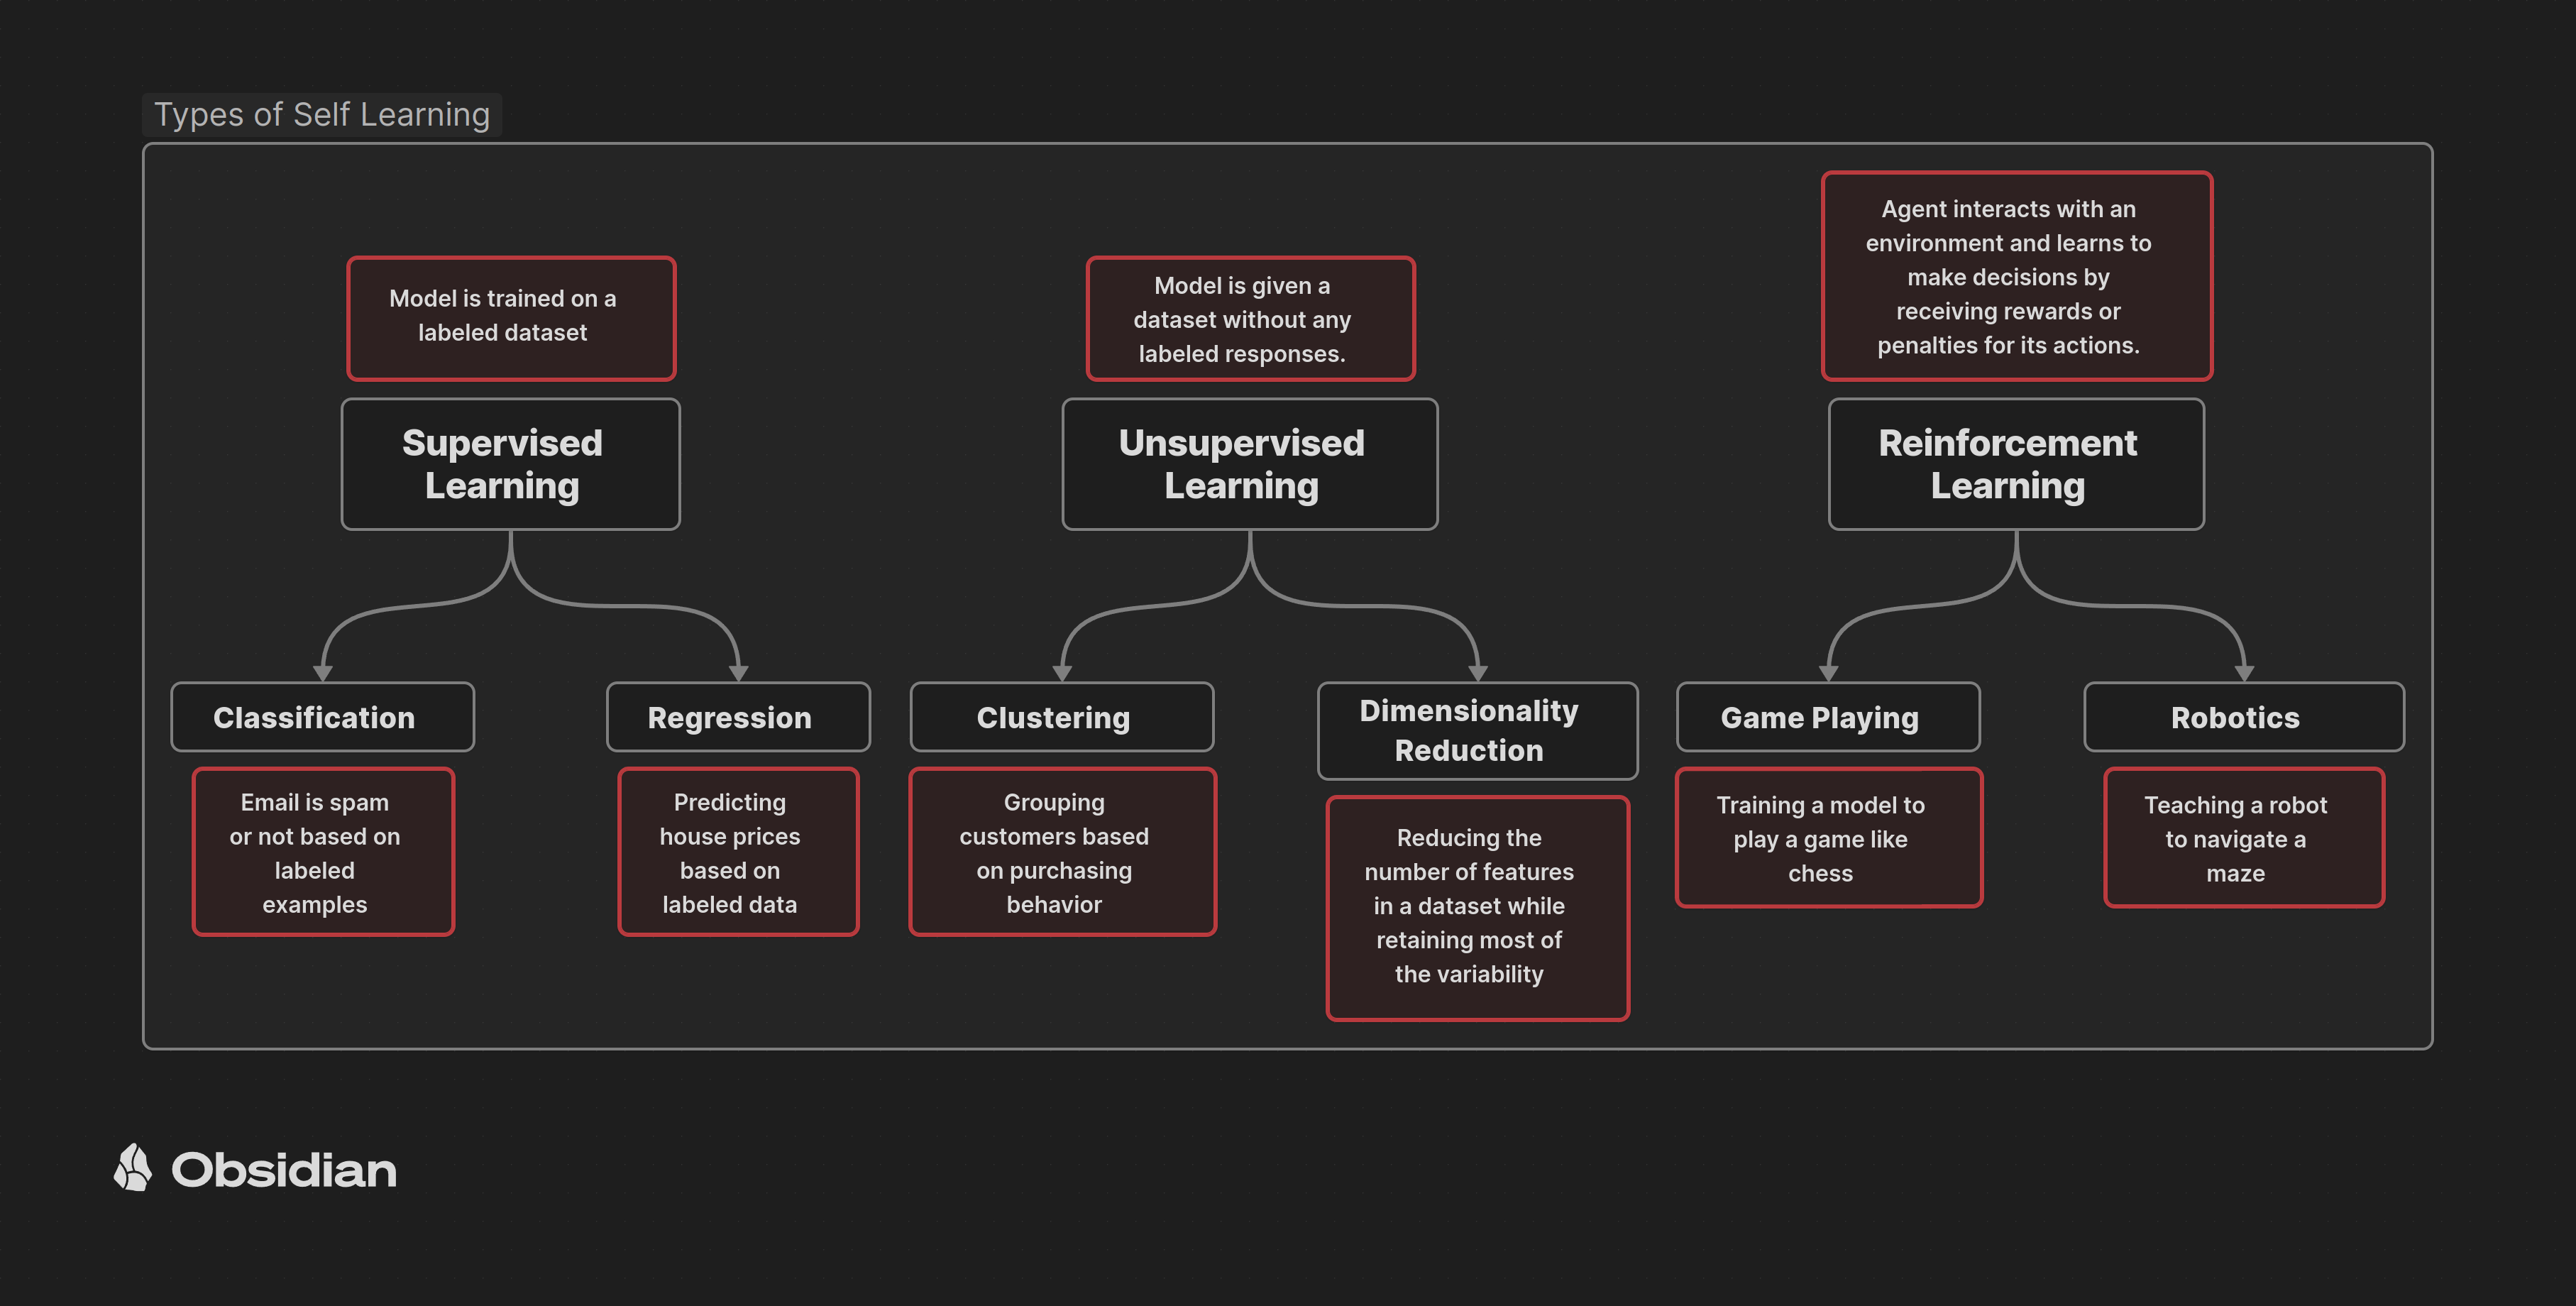 Types of Self Learning
Model is trained on a
labeled dataset
Supervised
Learning
Classification
Email is spam
or not based on
labeled
examples
Regression
Predicting
house prices
based on
labeled data
Model is given a
dataset without any
labeled responses.
Unsupervised
Learning
Clustering
Grouping
customers based
on purchasing
behavior
Dimensionality
Reduction
Reducing the
number of features
in a dataset while
retaining most of
the variability
Agent interacts with an
environment and learns to
make decisions by
receiving rewards or
penalties for its actions.
Reinforcement
Learning
Game Playing
Training a model to
play a game like
chess
Robotics
Teaching a robot
to navigate a
maze
Obsidian